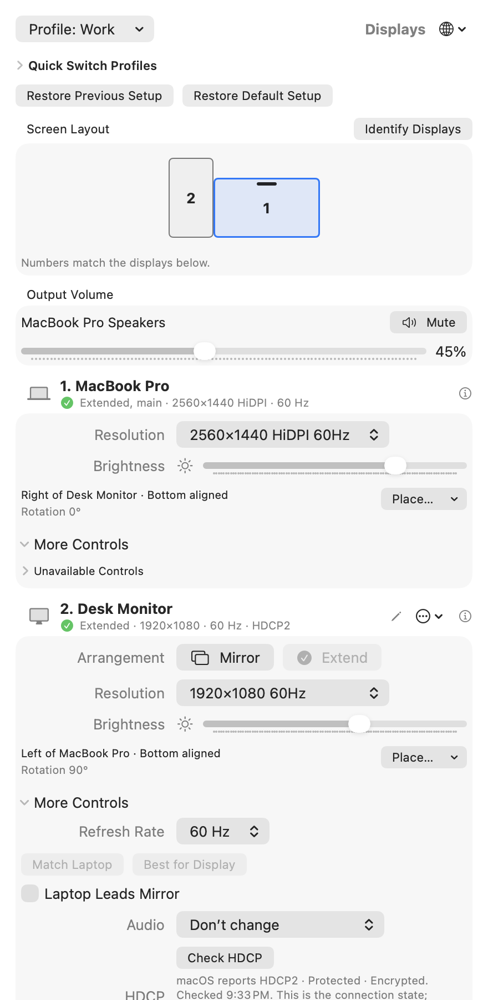 Profile: Work
Displays
Quick Switch Profiles
Restore Previous Setup
Restore Default Setup
Screen Layout
Identify Displays
2
1
Numbers match the displays below.
Output Volume
MacBook Pro Speakers
Mute
45%
1. MacBook Pro
Extended, main · 2560×1440 HiDPI · 60 Hz
Resolution
2560×1440 HiDPI 60Hz
Brightness
Right of Desk Monitor · Bottom aligned
Place...
Rotation 0°
More Controls
Unavailable Controls
2. Desk Monitor
Extended · 1920×1080 · 60 Hz · HDCP2
Arrangement
Mirror
Extend
Resolution
1920×1080 60Hz
Brightness
Left of MacBook Pro · Bottom aligned
Place...
Rotation 90°
More Controls
Refresh Rate
60 Hz
Match Laptop
Best for Display
Laptop Leads Mirror
Audio
Don’t change
Check HDCP
macOS reports HDCP2 · Protected · Encrypted.
HDCP
Checked 9:33 PM. This is the connection state;